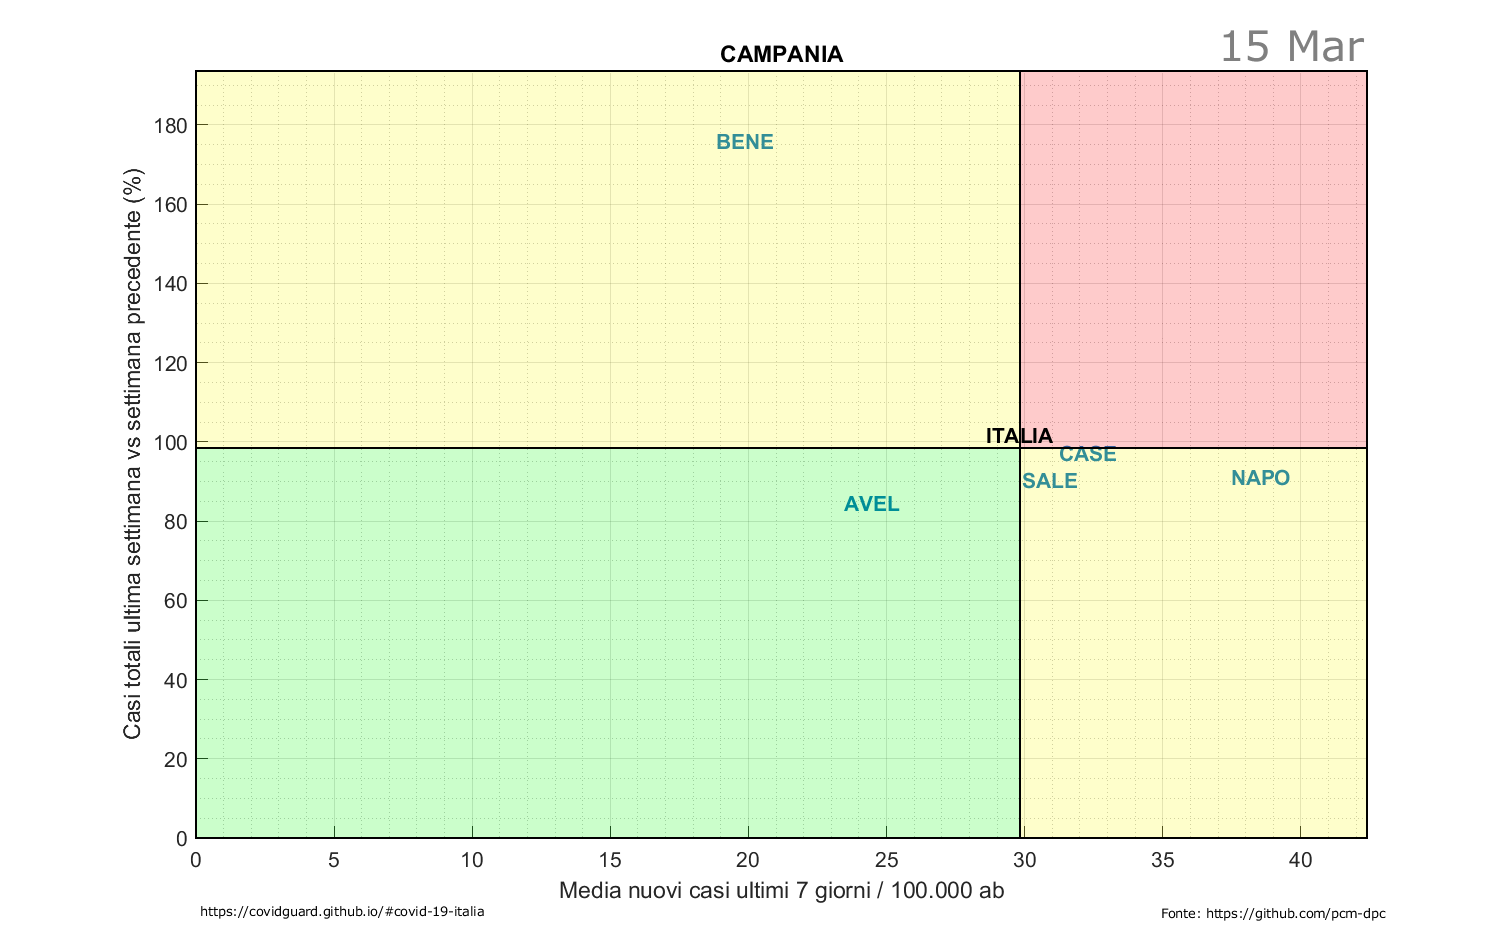 15 Mar
CAMPANIA
Casi totali ultima settimana vs settimana precedente (%)
180
160
140
120
100
80
60
40
20
0
BENE
ITALIA
CASE
SALE
NAPO
AVEL
0 5 10 15 20 25 30 35 40
Media nuovi casi ultimi 7 giorni / 100.000 ab
https://covidguard.github.io/#covid-19-italia
Fonte: https://github.com/pcm-dpc